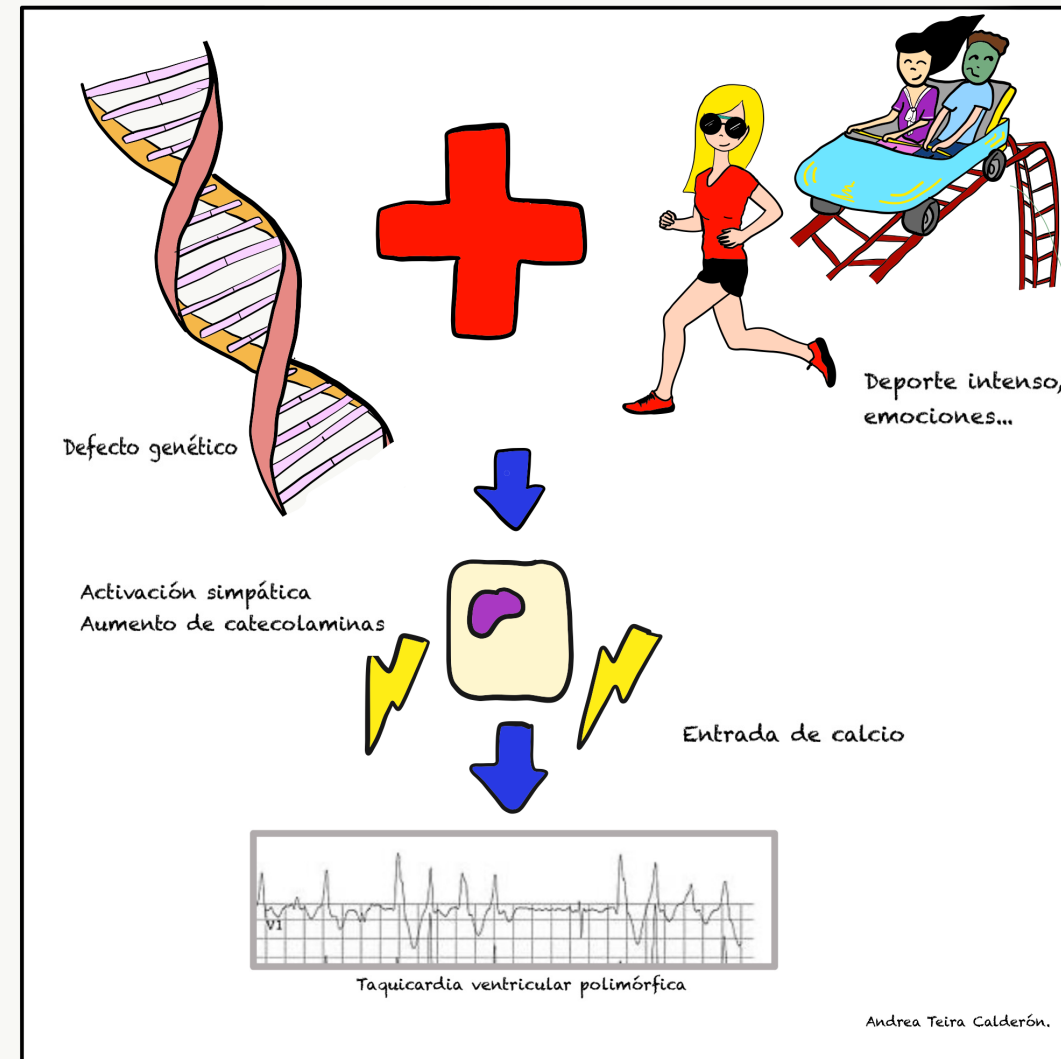 Deporte intenso,
emociones...
Defecto genético
Activación simpática
Aumento de catecolaminas
Entrada de calcio
V1
Taquicardia ventricular polimórfica
Andrea Teira Calderón.